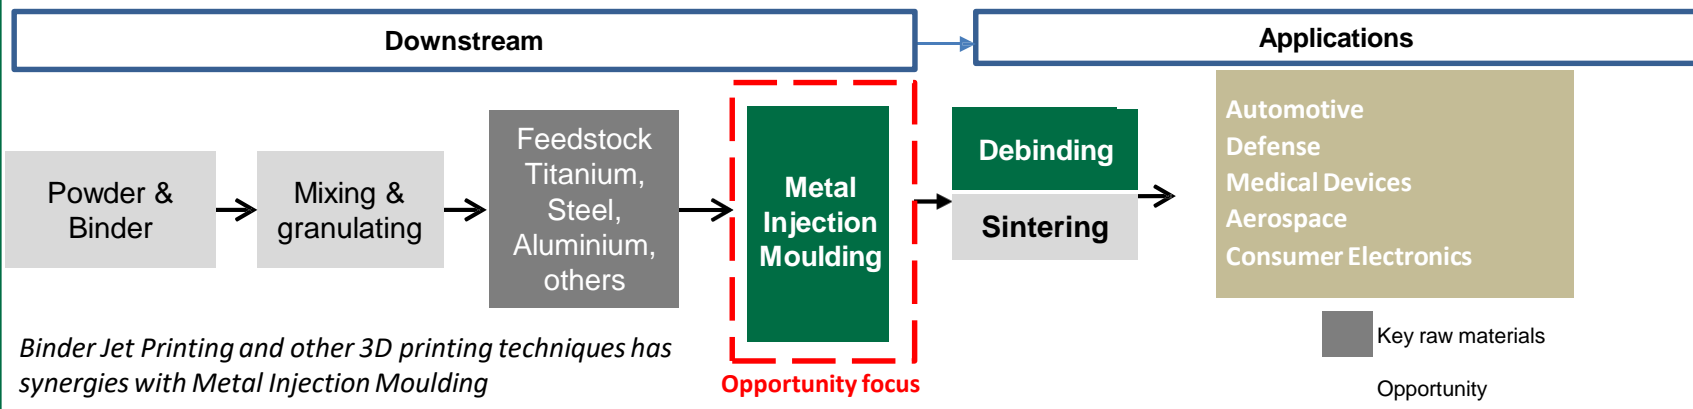 Downstream
Applications
Powder &
Binder
Mixing &
granulating
Feedstock
Titanium,
Steel,
Aluminium,
others
Metal
Injection
Moulding
Debinding
Sintering
Automotive
Defense
Medical Devices
Aerospace
Consumer Electronics
Binder Jet Printing and other 3D printing techniques has
synergies with Metal Injection Moulding
Opportunity focus
Key raw materials
Opportunity